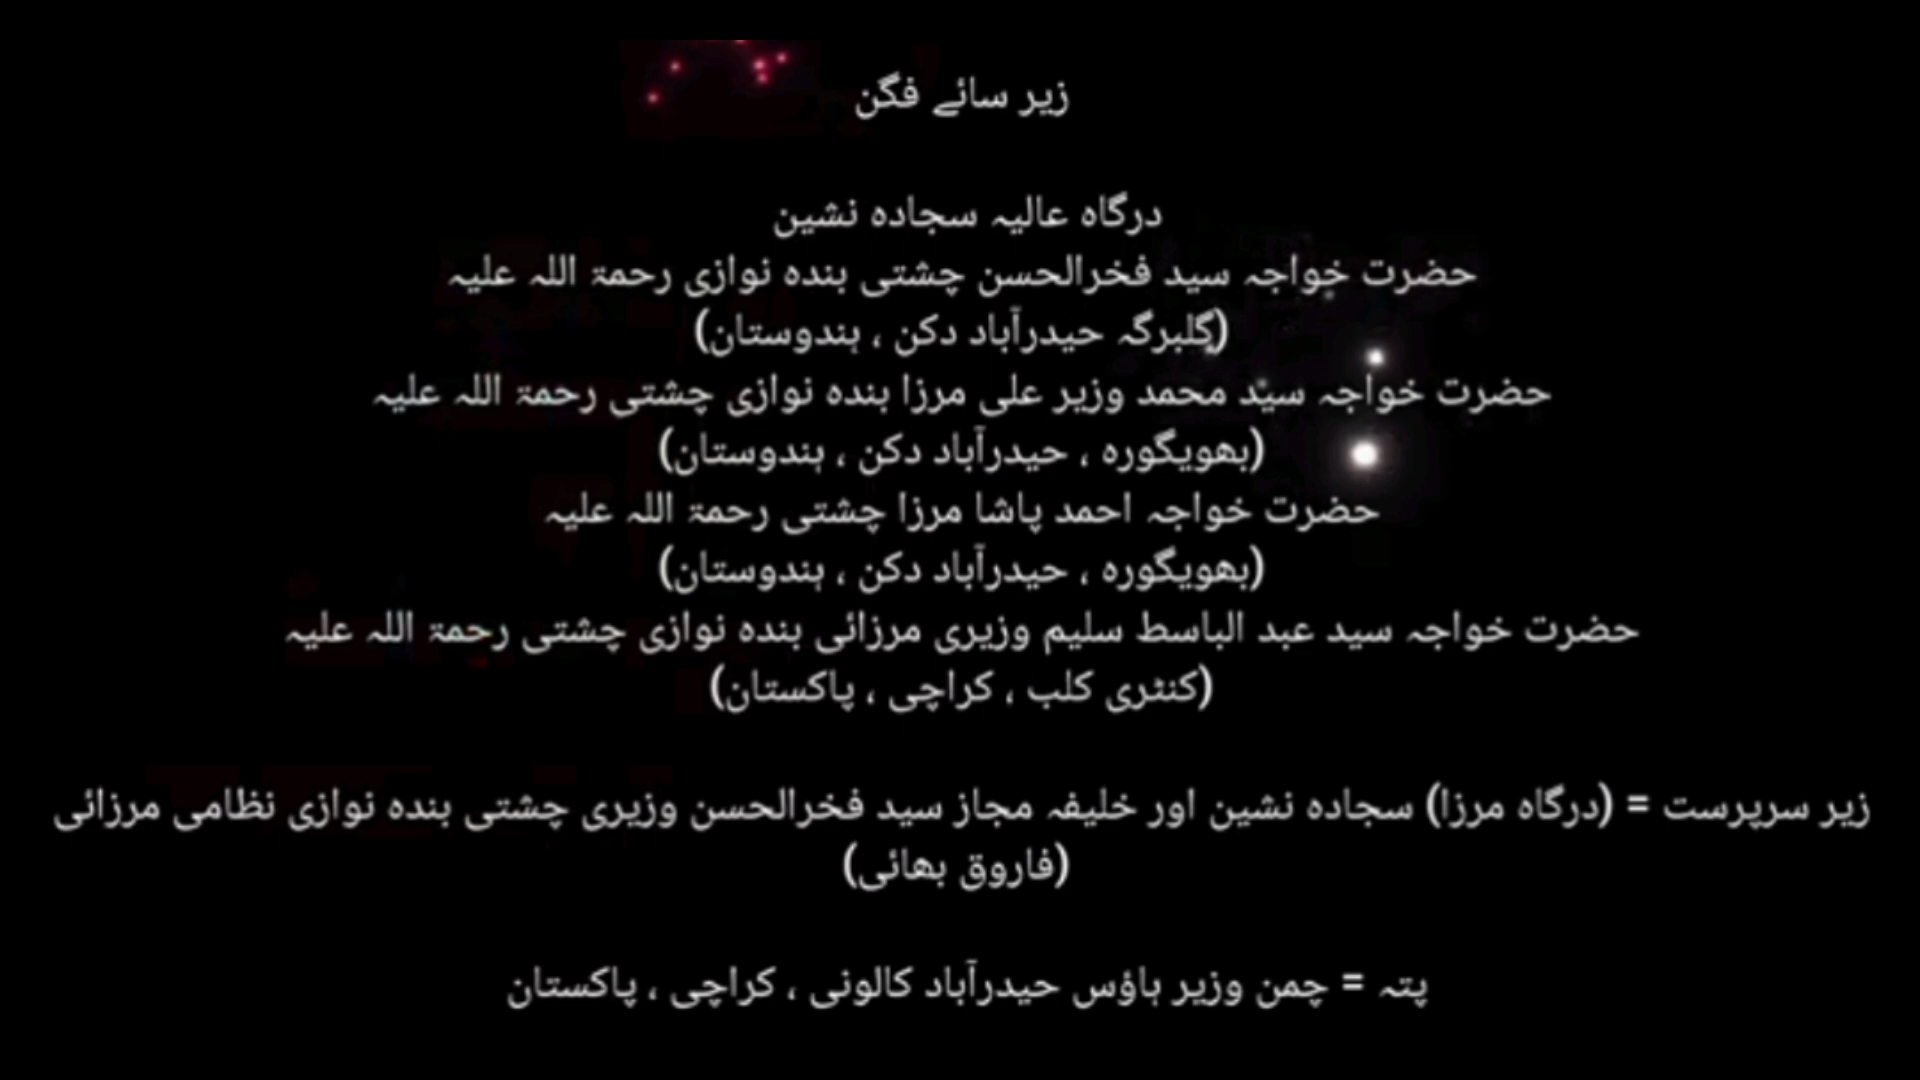 زیر سائے فگن
درگاہ عالیہ سجادہ نشین
حضرت خواجہ سید فخرالحسن چشتی بندہ نوازی رحمۃ اللہ علیہ
(گلبرگہ حیدرآباد دکن ، ہندوستان)
حضرت خواجہ سیّد محمد وزیر علی مرزا بندہ نوازی چشتی رحمۃ اللہ علیہ
(بھویگورہ ، حیدرآباد دکن ، ہندوستان)
حضرت خواجہ احمد پاشا مرزا چشتی رحمۃ اللہ علیہ
(بھویگورہ ، حیدرآباد دکن ، ہندوستان)
حضرت خواجہ سید عبد الباسط سلیم وزیری مرزائی بندہ نوازی چشتی رحمۃ اللہ علیہ
(کنٹری کلب ، کراچی ، پاکستان)
زیر سرپرست = (درگاہ مرزا) سجادہ نشین اور خلیفہ مجاز سید فخرالحسن وزیری چشتی بندہ نوازی نظامی مرزائی
(فاروق بھائی)
پتہ = چمن وزیر ہاؤس حیدرآباد کالونی ، کراچی ، پاکستان